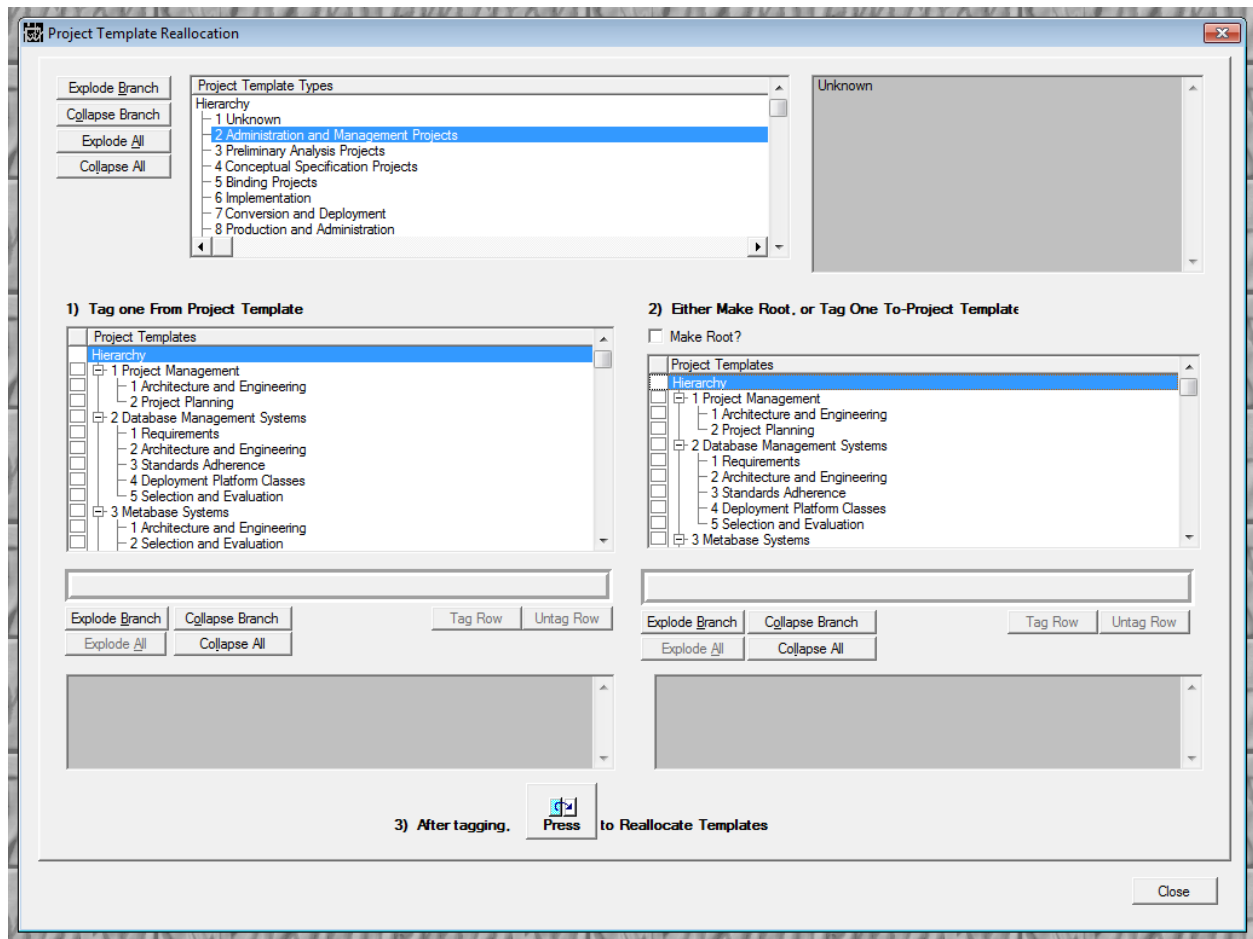 Project Template Reallocation
Explode Branch
Collapse Branch
Explode All
Collapse All
Project Template Types
Hierarchy
1 Unknown
2 Administration and Management Projects
3 Preliminary Analysis Projects
4 Conceptual Specification Projects
5 Binding Projects
6 Implementation
7 Conversion and Deployment
8 Production and Administration
Unknown
1) Tag one From Project Template
Project Templates
Hierarchy
1 Project Management
1 Architecture and Engineering
2 Project Planning
2 Database Management Systems
1 Requirements
2 Architecture and Engineering
3 Standards Adherence
4 Deployment Platform Classes
5 Selection and Evaluation
3 Metabase Systems
1 Architecture and Engineering
2 Selection and Evaluation
Explode Branch Collapse Branch Tag Row Untag Row
Explode All Collapse All
2) Either Make Root, or Tag One To-Project Template
Make Root?
Project Templates
Hierarchy
1 Project Management
1 Architecture and Engineering
2 Project Planning
2 Database Management Systems
1 Requirements
2 Architecture and Engineering
3 Standards Adherence
4 Deployment Platform Classes
5 Selection and Evaluation
3 Metabase Systems
Explode Branch Collapse Branch Tag Row Untag Row
Explode All Collapse All
3) After tagging, Press to Reallocate Templates
Close